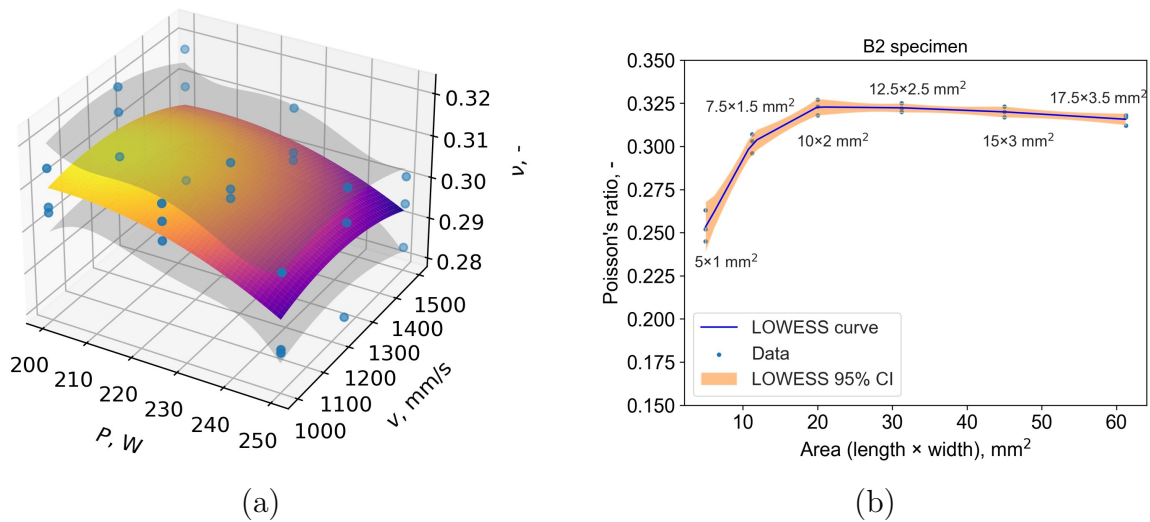 0.32
0.31
0.30
0.29
0.28
ν, -
200
210
220
230
240
250
P, W
1000
1100
1200
1300
1400
1500
v, mm/s
(a)
B2 specimen
0.350
0.325
0.300
0.275
0.250
0.225
0.200
0.175
0.150
Poisson's ratio, -
7.5×1.5 mm²
12.5×2.5 mm²
17.5×3.5 mm²
10×2 mm²
15×3 mm²
5×1 mm²
LOWESS curve
Data
LOWESS 95% CI
10 20 30 40 50 60
Area (length × width), mm²
(b)